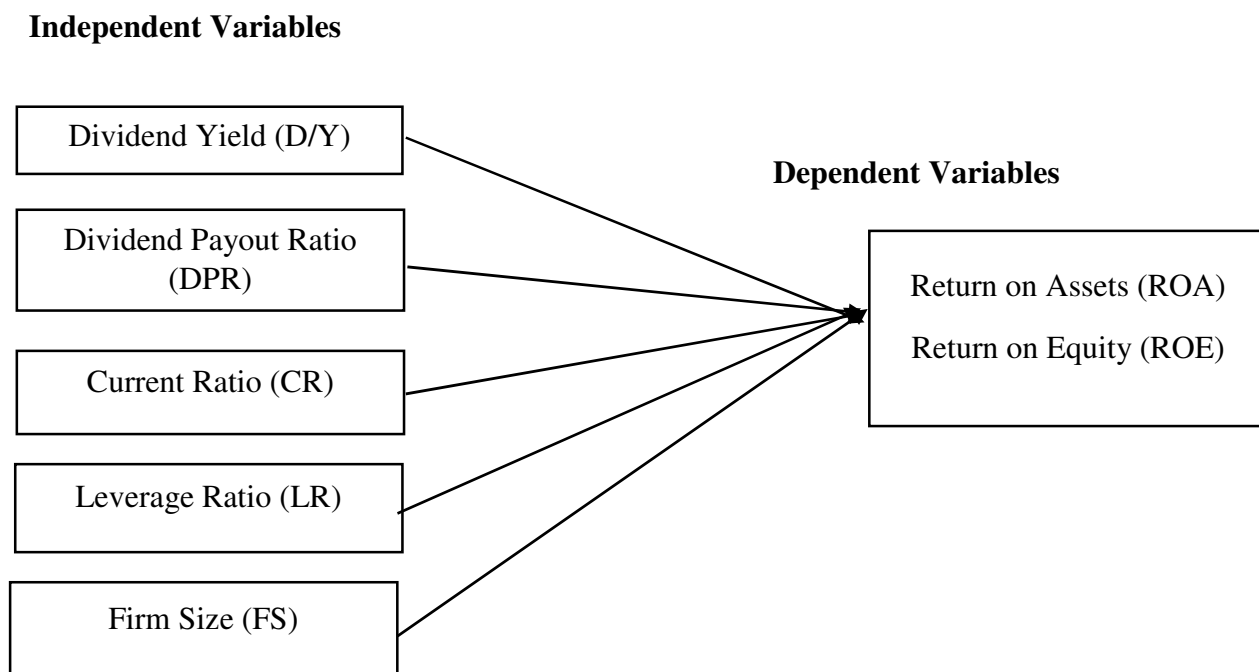 Independent Variables
Dividend Yield (D/Y)
Dividend Payout Ratio
(DPR)
Current Ratio (CR)
Leverage Ratio (LR)
Firm Size (FS)
Dependent Variables
Return on Assets (ROA)
Return on Equity (ROE)